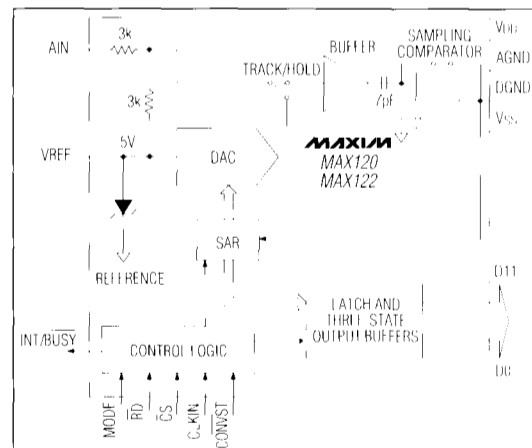 AIN
3k
3k
VREF
5V
REFERENCE
TRACK/HOLD
BUFFER
SAMPLING
COMPARATOR
VDD
AGND
DGND
VSS
DAC
MAXIM
MAX120
MAX122
SAR
LATCH AND
THREE STATE
OUTPUT BUFFERS
D11
D0
INT/BUSY
CONTROL LOGIC
MODE
RD
CS
CLKIN
CONVST